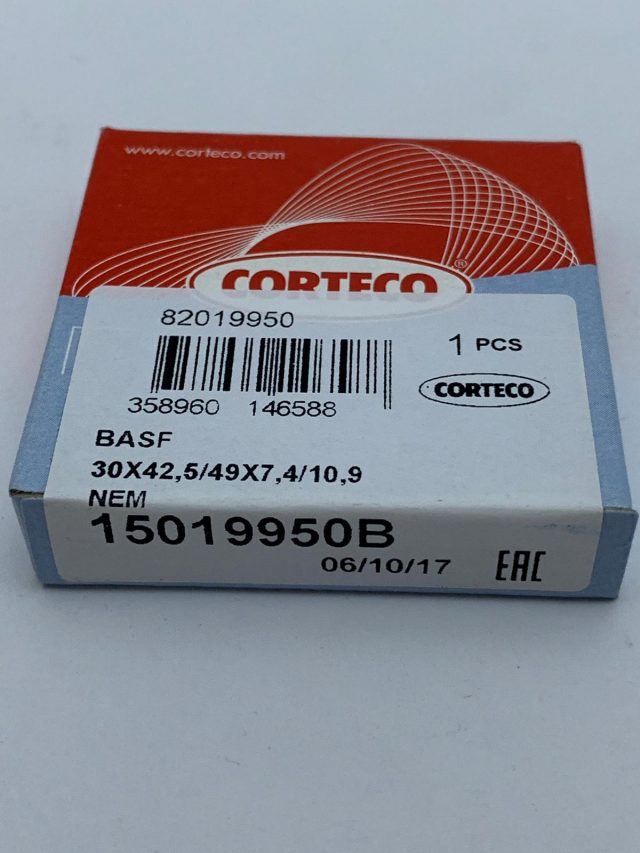 www.corteco.com
CORTECO®
82019950
1 PCS
358960 146588
CORTECO
BASF
30X42,5/49X7,4/10,9
NEM
15019950B
06/10/17
EAC